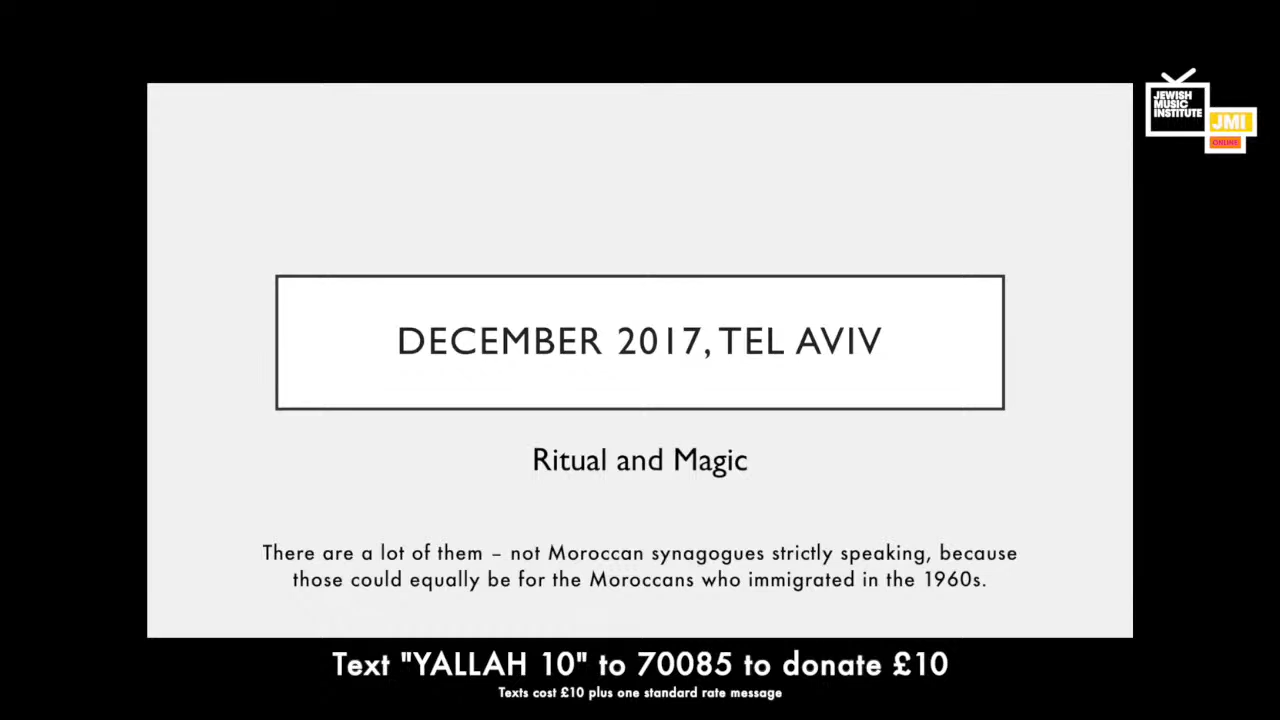 JEWISH
MUSIC
INSTITUTE
JMI
ONLINE
DECEMBER 2017, TEL AVIV
Ritual and Magic
There are a lot of them – not Moroccan synagogues strictly speaking, because
those could equally be for the Moroccans who immigrated in the 1960s.
Text "YALLAH 10" to 70085 to donate £10
Texts cost £10 plus one standard rate message